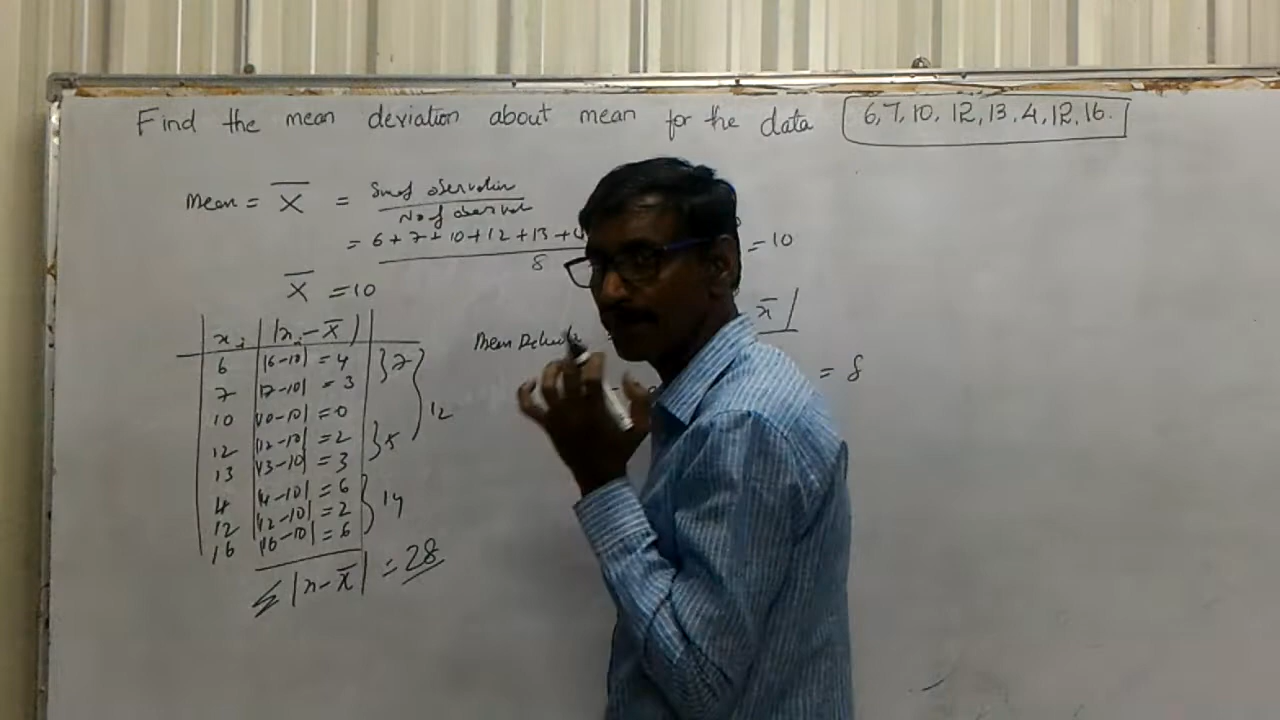 Find the mean deviation about mean for the data 6, 7, 10, 12, 13, 4, 12, 16.
Mean = X̄ = Sum of observation / No of observat
= 6 + 7 + 10 + 12 + 13 + 4 / 8 = 10
X̄ = 10
xᵢ |xᵢ - X̄|
6 |6-10| = 4
7 |7-10| = 3 } 7
10 |10-10| = 0 12
12 |12-10| = 2
13 |13-10| = 3 } 5
4 |4-10| = 6
12 |12-10| = 2 } 14
16 |16-10| = 6
Σ|x-x̄| = 28
Mean
x̄|
= 8